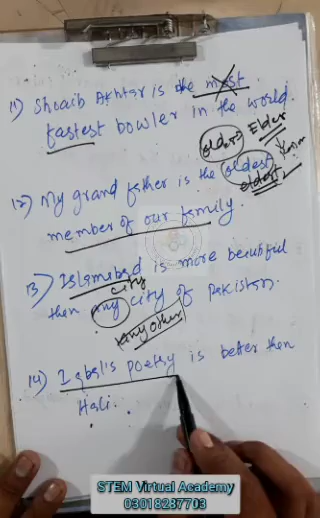 11) Shoaib Akhtar is the most
fastest bowler in the world.
older Elder
12) My grand father is the oldest
eldest
member of our family.
13) Islamabad is more beautiful
city
than any city of Pakistan.
any other
14) Iqbal's poetry is better than
Hali.
STEM Virtual Academy
03018287703